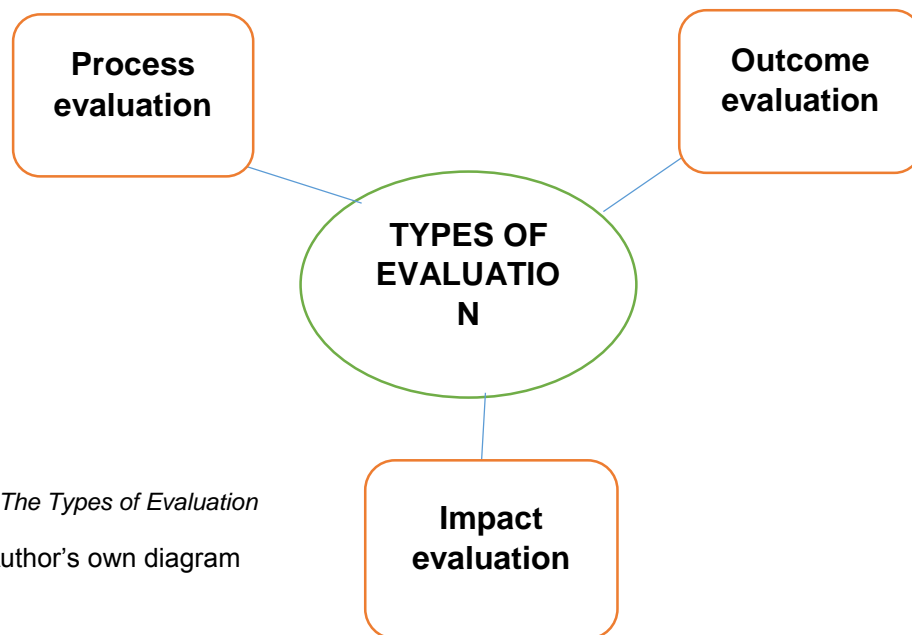 Process
evaluation
Outcome
evaluation
TYPES OF
EVALUATIO
N
The Types of Evaluation
uthor's own diagram
Impact
evaluation